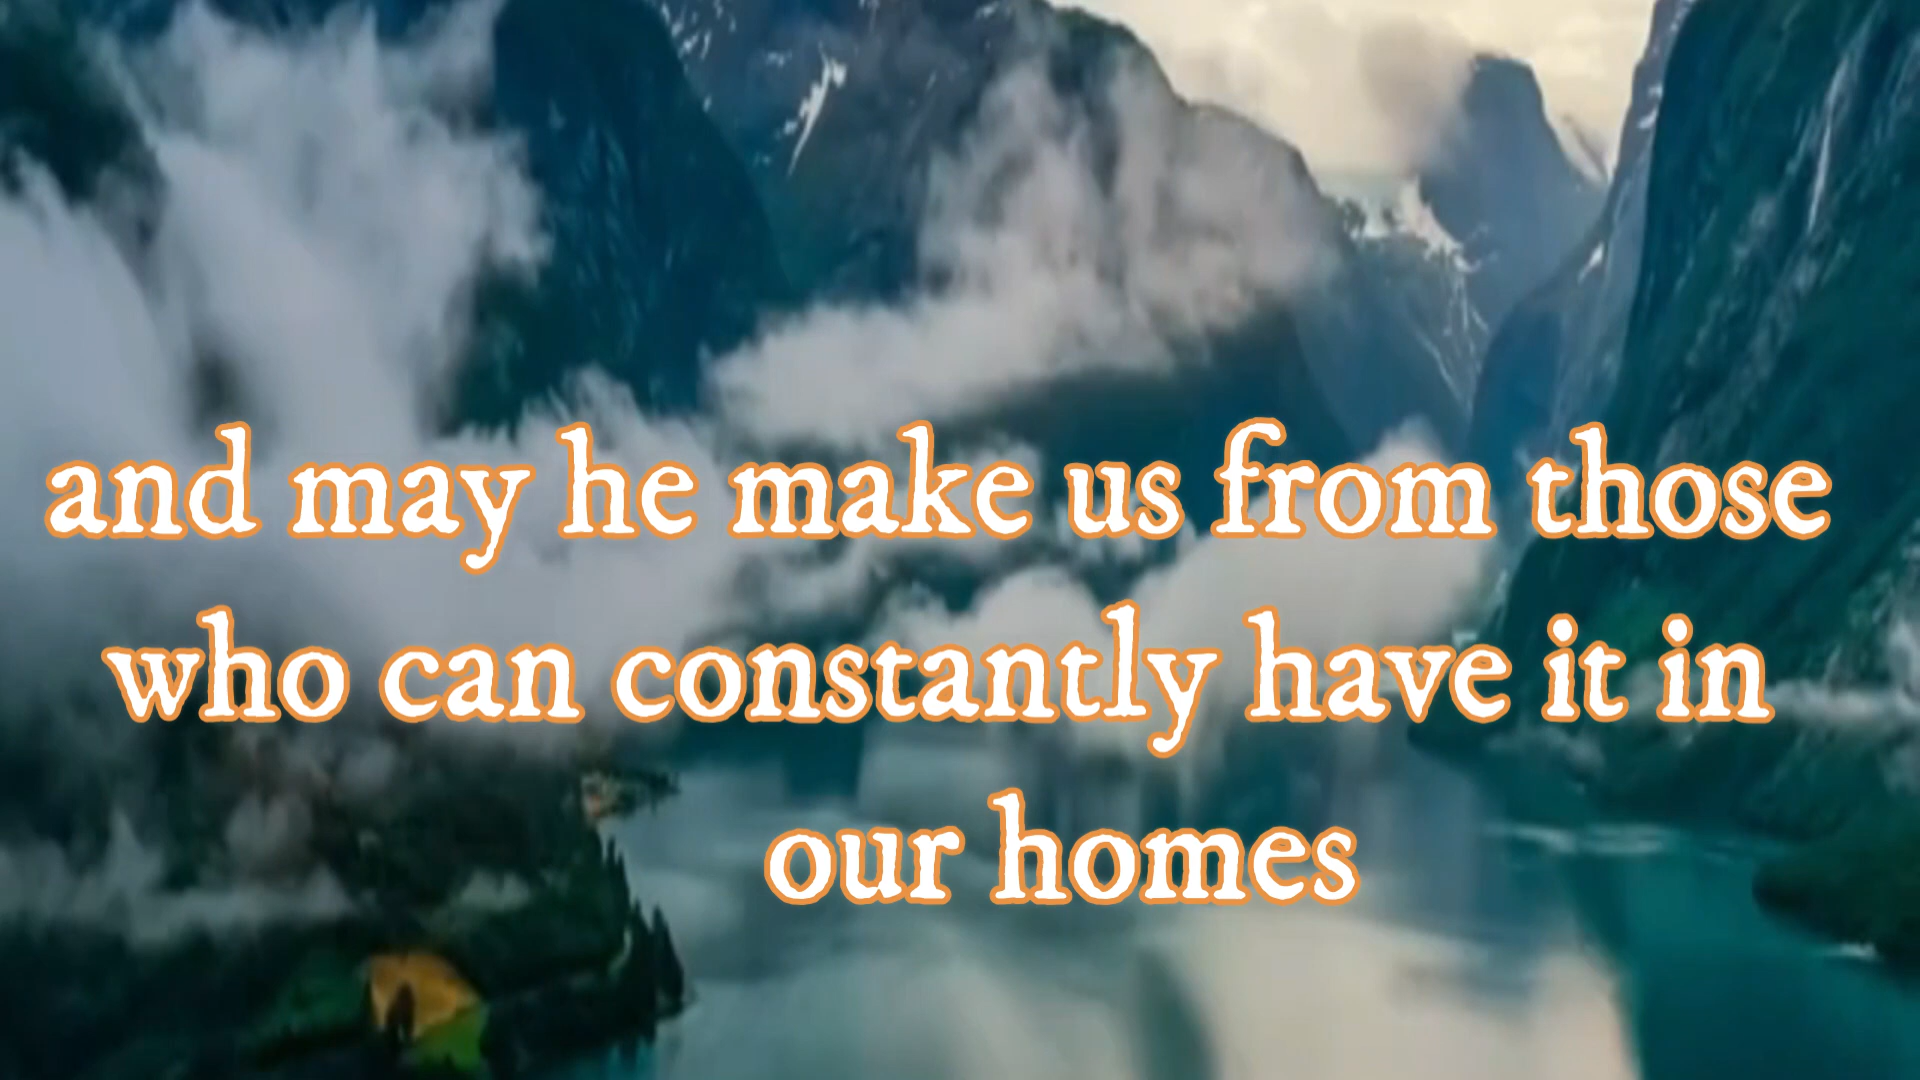 and may he make us from those
who can constantly have it in
our homes